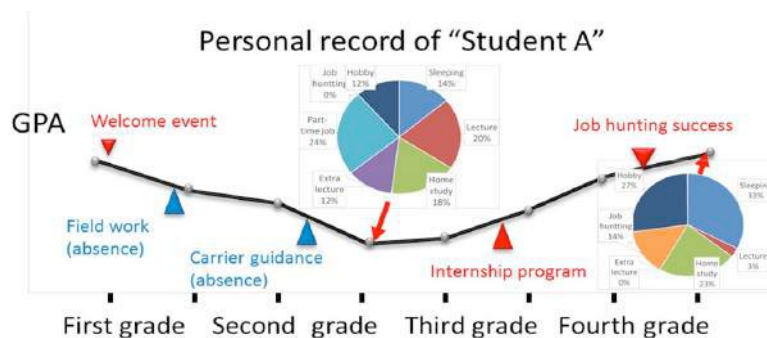 Personal record of “Student A”
GPA
Welcome event
Field work
(absence)
Carrier guidance
(absence)
Job
huntting
0%
Hobby
12%
Sleeping
14%
Part-
time job
24%
Lecture
20%
Extra
lecture
12%
Home
study
18%
Internship program
Job hunting success
Hobby
27%
Sleeping
33%
Job
huntting
14%
Lecture
3%
Extra
lecture
0%
Home
study
23%
First grade
Second grade
Third grade
Fourth grade